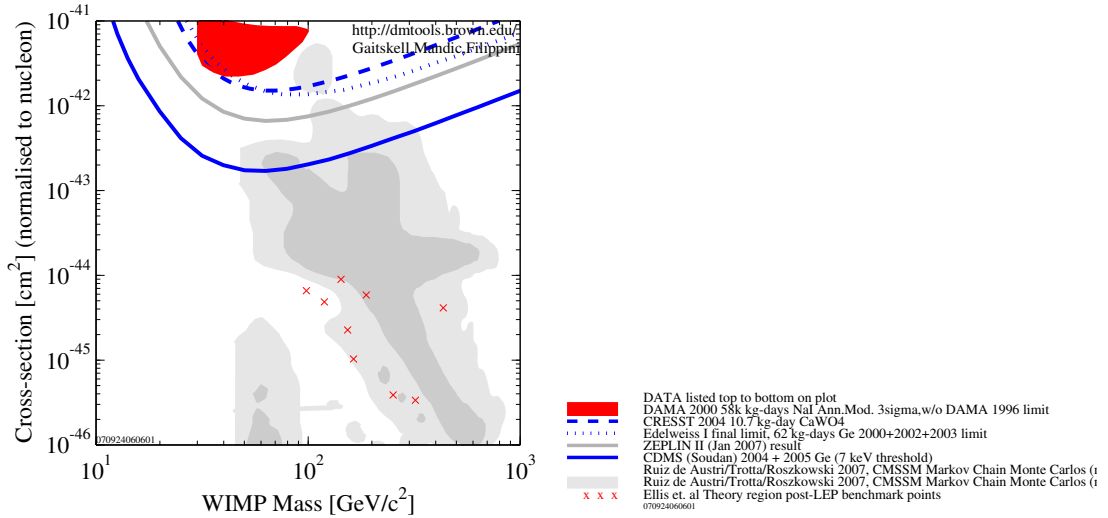 10^-41
http://dmtools.brown.edu/
Gaitskell,Mandic,Filippini
10^-42
10^-43
10^-44
10^-45
10^-46
Cross-section [cm^2] (normalised to nucleon)
070924060601
10^1
10^2
10^3
WIMP Mass [GeV/c^2]
DATA listed top to bottom on plot
DAMA 2000 58k kg-days NaI Ann.Mod. 3sigma,w/o DAMA 1996 limit
CRESST 2004 10.7 kg-day CaWO4
Edelweiss I final limit, 62 kg-days Ge 2000+2002+2003 limit
ZEPLIN II (Jan 2007) result
CDMS (Soudan) 2004 + 2005 Ge (7 keV threshold)
Ruiz de Austri/Trotta/Roszkowski 2007, CMSSM Markov Chain Monte Carlos (
Ruiz de Austri/Trotta/Roszkowski 2007, CMSSM Markov Chain Monte Carlos (
x x x Ellis et. al Theory region post-LEP benchmark points
070924060601